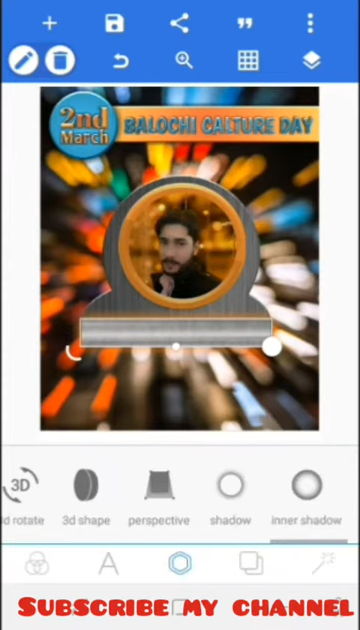 2nd
March
BALOCHI CALTURE DAY
3D
d rotate
3d shape
perspective
shadow
inner shadow
A
SUBSCRIBE MY CHANNEL